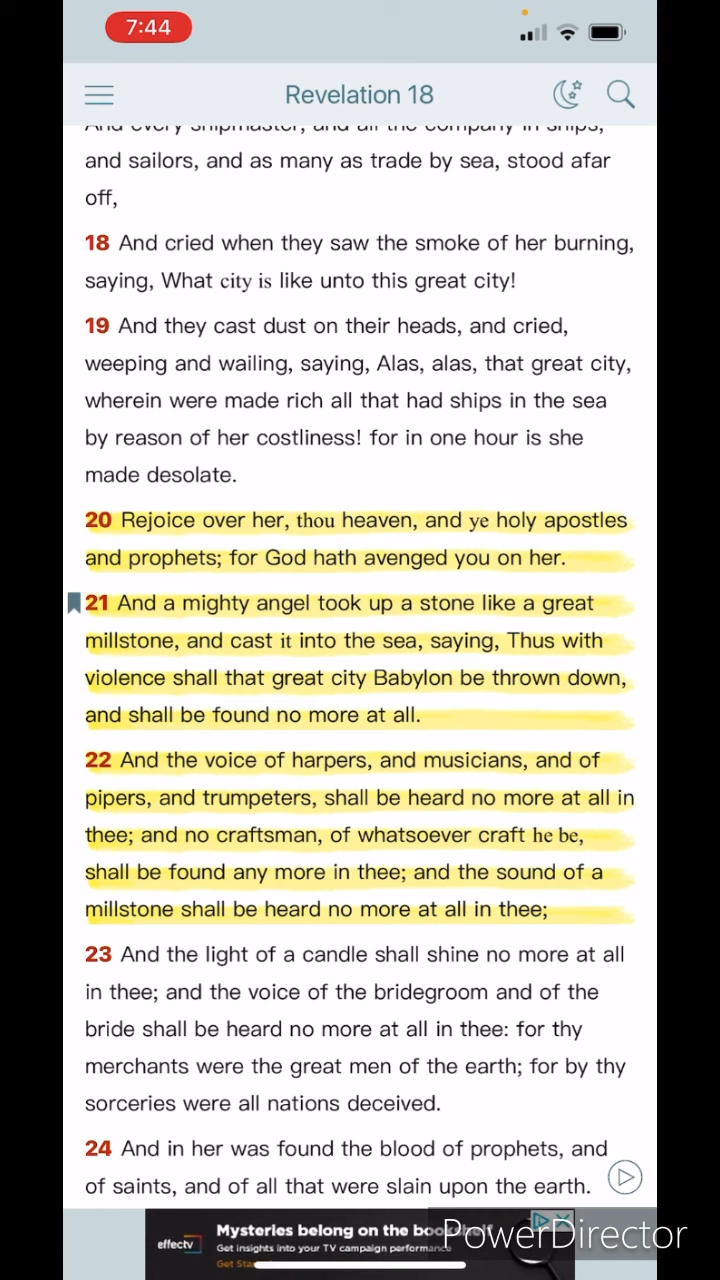 7:44
Revelation 18
And every shipmaster, and all the company in ships,
and sailors, and as many as trade by sea, stood afar
off,
18 And cried when they saw the smoke of her burning,
saying, What city is like unto this great city!
19 And they cast dust on their heads, and cried,
weeping and wailing, saying, Alas, alas, that great city,
wherein were made rich all that had ships in the sea
by reason of her costliness! for in one hour is she
made desolate.
20 Rejoice over her, thou heaven, and ye holy apostles
and prophets; for God hath avenged you on her.
21 And a mighty angel took up a stone like a great
millstone, and cast it into the sea, saying, Thus with
violence shall that great city Babylon be thrown down,
and shall be found no more at all.
22 And the voice of harpers, and musicians, and of
pipers, and trumpeters, shall be heard no more at all in
thee; and no craftsman, of whatsoever craft he be,
shall be found any more in thee; and the sound of a
millstone shall be heard no more at all in thee;
23 And the light of a candle shall shine no more at all
in thee; and the voice of the bridegroom and of the
bride shall be heard no more at all in thee: for thy
merchants were the great men of the earth; for by thy
sorceries were all nations deceived.
24 And in her was found the blood of prophets, and
of saints, and of all that were slain upon the earth.
effectv
Mysteries belong on the bookshelf
Get insights into your TV campaign performance
Get
PowerDirector